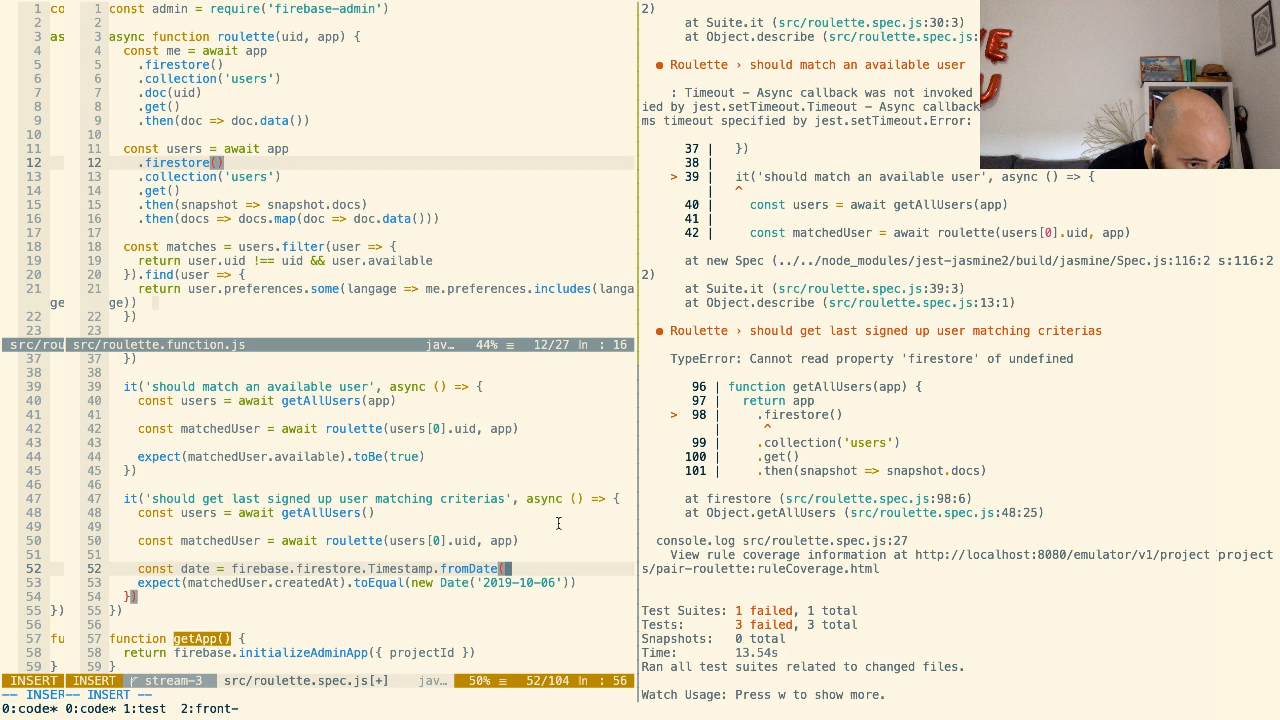 1 co
2
3 as
4
5
6
7
8
9
10
11
12
13
14
15
16
17
18
19
20
21
ge
22
23
src/rou
37
38
39
40
41
42
43
44
45
46
47
48
49
50
51
52
53
54
55 })
56
57 fu
58
59 }
INSERT
-- INSER
1 const admin = require('firebase-admin')
2
3 async function roulette(uid, app) {
4 const me = await app
5 .firestore()
6 .collection('users')
7 .doc(uid)
8 .get()
9 .then(doc => doc.data())
10
11 const users = await app
12 .firestore()
13 .collection('users')
14 .get()
15 .then(snapshot => snapshot.docs)
16 .then(docs => docs.map(doc => doc.data()))
17
18 const matches = users.filter(user => {
19 return user.uid !== uid && user.available
20 }).find(user => {
21 return user.preferences.some(langage => me.preferences.includes(langa
ge))
22 })
23
src/roulette.function.js jav… 44% ≡ 12/27 ln : 16
37 })
38
39 it('should match an available user', async () => {
40 const users = await getAllUsers(app)
41
42 const matchedUser = await roulette(users[0].uid, app)
43
44 expect(matchedUser.available).toBe(true)
45 })
46
47 it('should get last signed up user matching criterias', async () => {
48 const users = await getAllUsers()
49
50 const matchedUser = await roulette(users[0].uid, app)
51
52 const date = firebase.firestore.Timestamp.fromDate(
53 expect(matchedUser.createdAt).toEqual(new Date('2019-10-06'))
54 })
55 })
56
57 function getApp() {
58 return firebase.initializeAdminApp({ projectId })
59 }
INSERT stream-3 src/roulette.spec.js[+] jav… 50% ≡ 52/104 ln : 56
-- INSERT --
0:code* 0:code* 1:test 2:front-
2)
at Suite.it (src/roulette.spec.js:30:3)
at Object.describe (src/roulette.spec.js:
● Roulette › should match an available user
: Timeout - Async callback was not invoked
ied by jest.setTimeout.Timeout - Async callback
ms timeout specified by jest.setTimeout.Error:
37 | })
38 |
> 39 | it('should match an available user', async () => {
| ^
40 | const users = await getAllUsers(app)
41 |
42 | const matchedUser = await roulette(users[0].uid, app)
at new Spec (../../node_modules/jest-jasmine2/build/jasmine/Spec.js:116:2 s:116:2
2)
at Suite.it (src/roulette.spec.js:39:3)
at Object.describe (src/roulette.spec.js:13:1)
● Roulette › should get last signed up user matching criterias
TypeError: Cannot read property 'firestore' of undefined
96 | function getAllUsers(app) {
97 | return app
> 98 | .firestore()
| ^
99 | .collection('users')
100 | .get()
101 | .then(snapshot => snapshot.docs)
at firestore (src/roulette.spec.js:98:6)
at Object.getAllUsers (src/roulette.spec.js:48:25)
console.log src/roulette.spec.js:27
View rule coverage information at http://localhost:8080/emulator/v1/project project
s/pair-roulette:ruleCoverage.html
Test Suites: 1 failed, 1 total
Tests: 3 failed, 3 total
Snapshots: 0 total
Time: 13.54s
Ran all test suites related to changed files.
Watch Usage: Press w to show more.